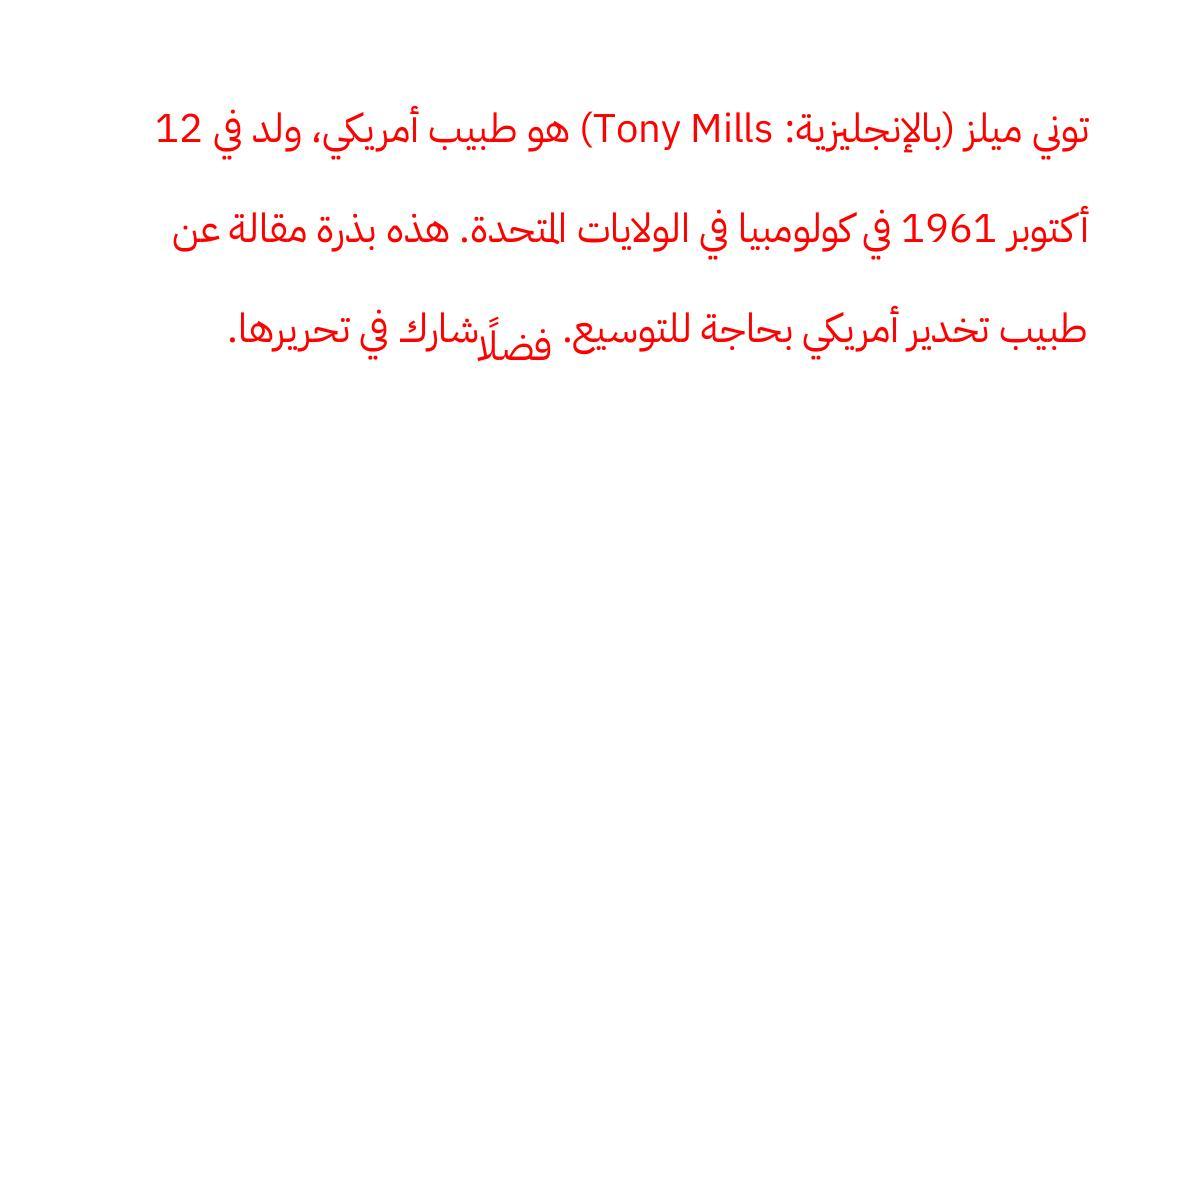 توني ميلز (بالإنجليزية: Tony Mills) هو طبيب أمريكي، ولد في 12
أكتوبر 1961 في كولومبيا في الولايات المتحدة. هذه بذرة مقالة عن
طبيب تخدير أمريكي بحاجة للتوسيع. فضلًا شارك في تحريرها.